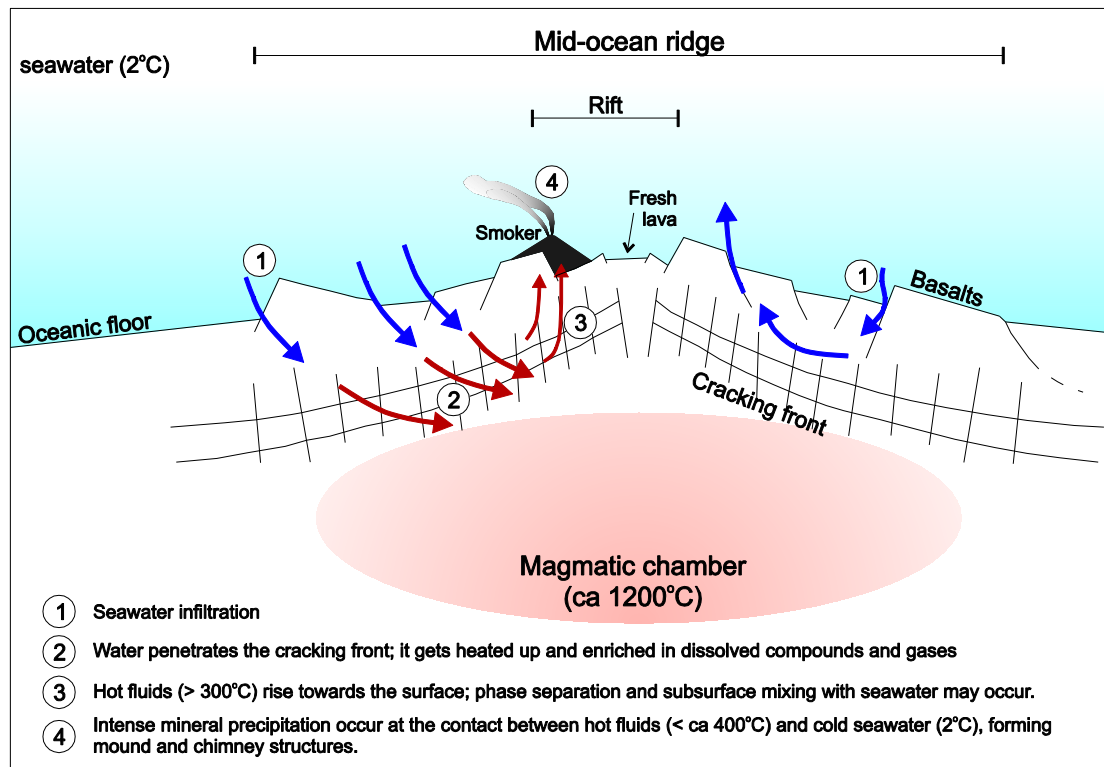 Mid-ocean ridge
seawater (2°C)
Rift
4
Fresh
lava
Smoker
1
1
Basalts
Oceanic floor
3
2
Cracking front
Magmatic chamber
(ca 1200°C)
1 Seawater infiltration
2 Water penetrates the cracking front; it gets heated up and enriched in dissolved compounds and gases
3 Hot fluids (> 300°C) rise towards the surface; phase separation and subsurface mixing with seawater may occur.
4 Intense mineral precipitation occur at the contact between hot fluids (< ca 400°C) and cold seawater (2°C), forming
mound and chimney structures.